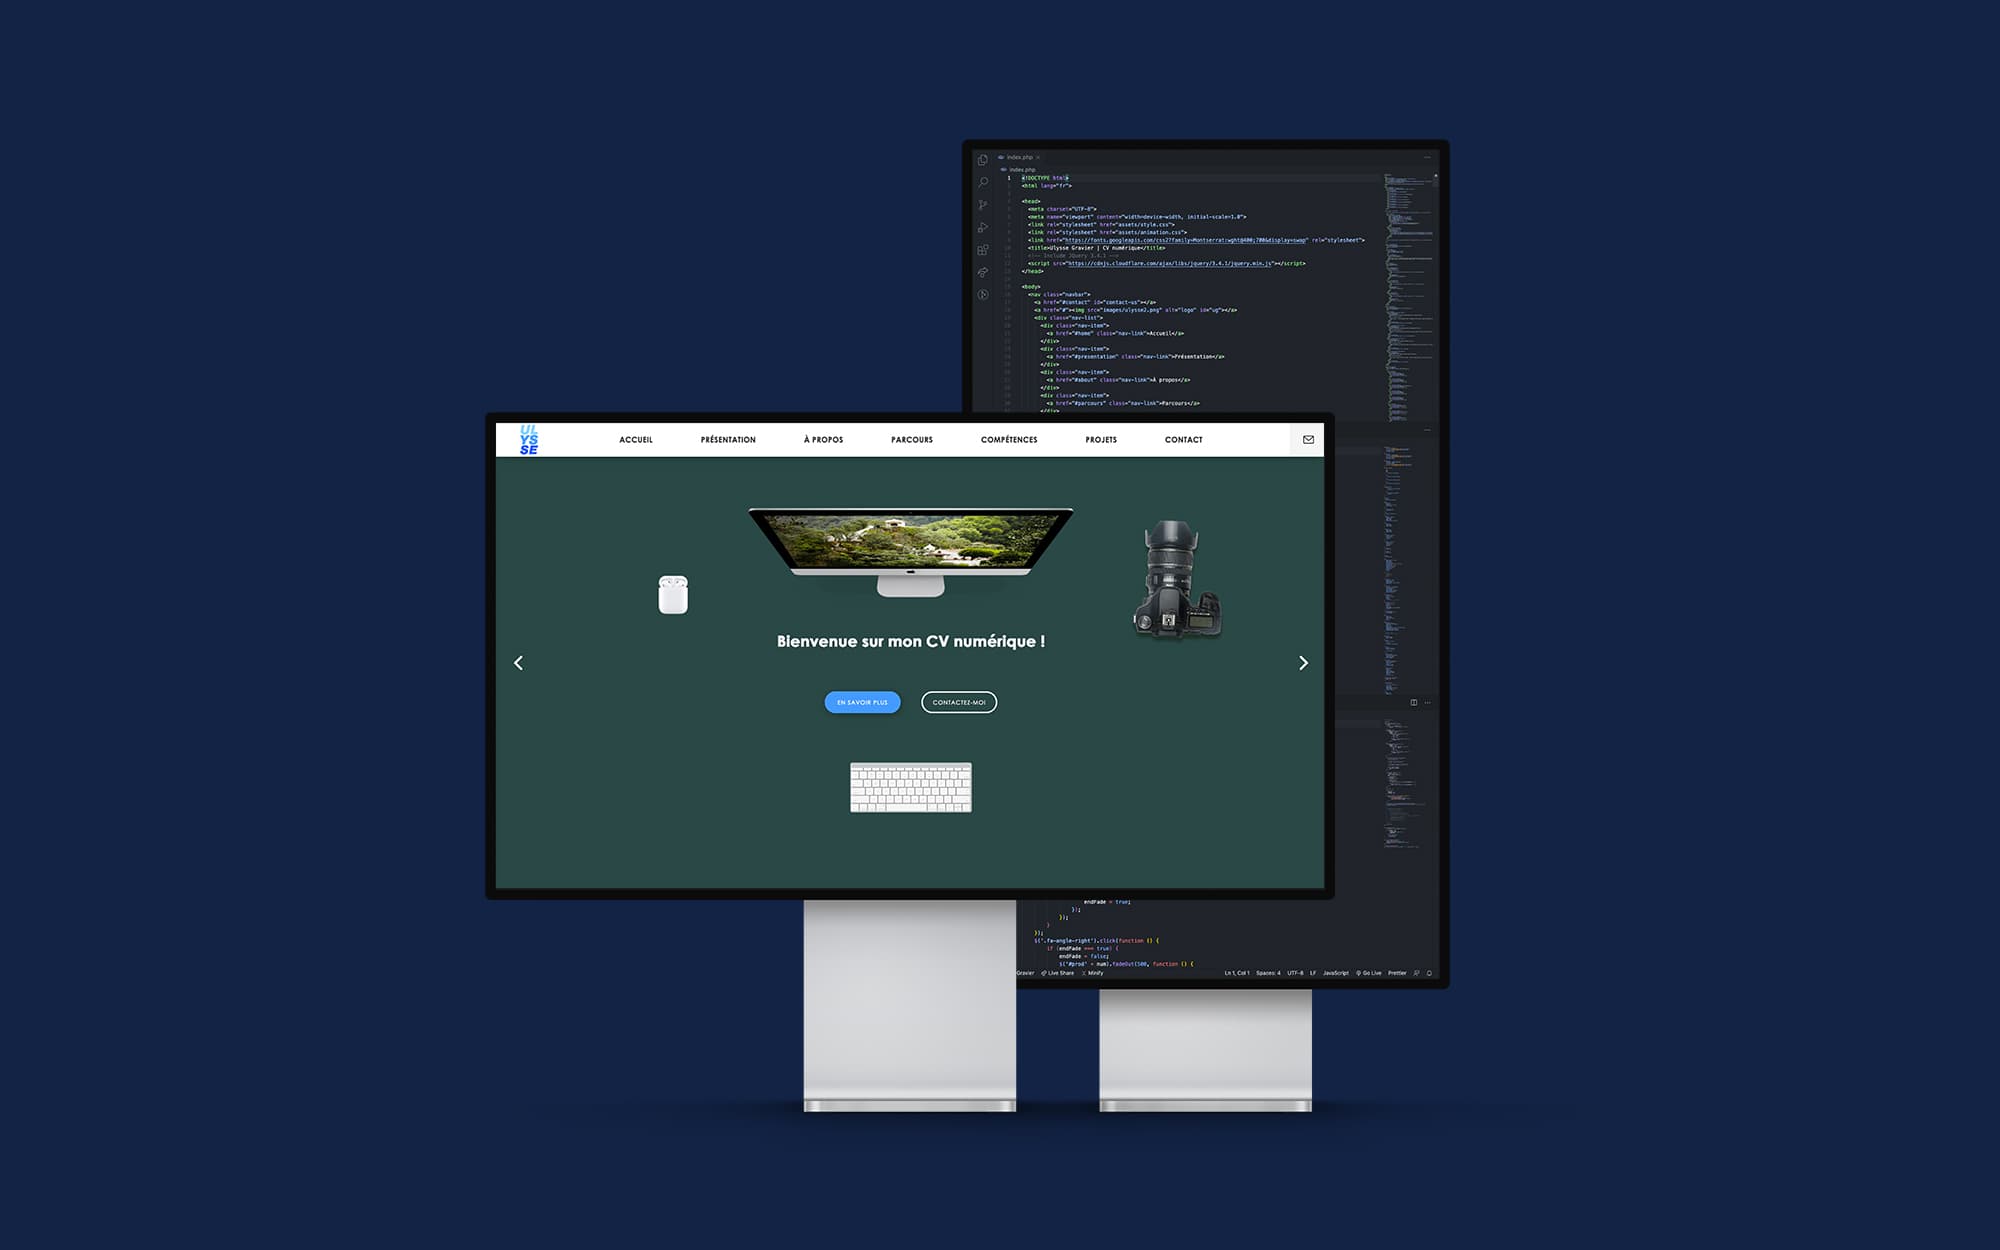 index.php
index.php
1 <!DOCTYPE html>
<html lang="fr">
<head>
<meta charset="UTF-8">
<meta name="viewport" content="width=device-width, initial-scale=1.0">
<link rel="stylesheet" href="assets/style.css">
<link rel="stylesheet" href="assets/animation.css">
<link href="https://fonts.googleapis.com/css2?family=Montserrat:wght@400;700&display=swap" rel="stylesheet">
<title>Ulysse Gravier | CV numérique</title>
<!-- Include JQuery 3.4.1 -->
<script src="https://cdnjs.cloudflare.com/ajax/libs/jquery/3.4.1/jquery.min.js"></script>
</head>
<body>
<nav class="navbar">
<a href="#contact" id="contact-us"></a>
<a href="#"><img src="images/ulysse2.png" alt="logo" id="ug"></a>
<div class="nav-list">
<div class="nav-item">
<a href="#home" class="nav-link">Accueil</a>
</div>
<div class="nav-item">
<a href="#presentation" class="nav-link">Présentation</a>
</div>
<div class="nav-item">
<a href="#about" class="nav-link">À propos</a>
</div>
<div class="nav-item">
<a href="#parcours" class="nav-link">Parcours</a>
</div>
UL
YS
SE
ACCUEIL PRÉSENTATION À PROPOS PARCOURS COMPÉTENCES PROJETS CONTACT
Bienvenue sur mon CV numérique !
EN SAVOIR PLUS CONTACTEZ-MOI
endFade = true;
});
});
}
});
$('.fa-angle-right').click(function () {
if (endFade === true) {
endFade = false;
$("#prod" + num).fadeOut(500, function () {
Gravier Live Share Minify Ln 1, Col 1 Spaces: 4 UTF-8 LF JavaScript Go Live Prettier